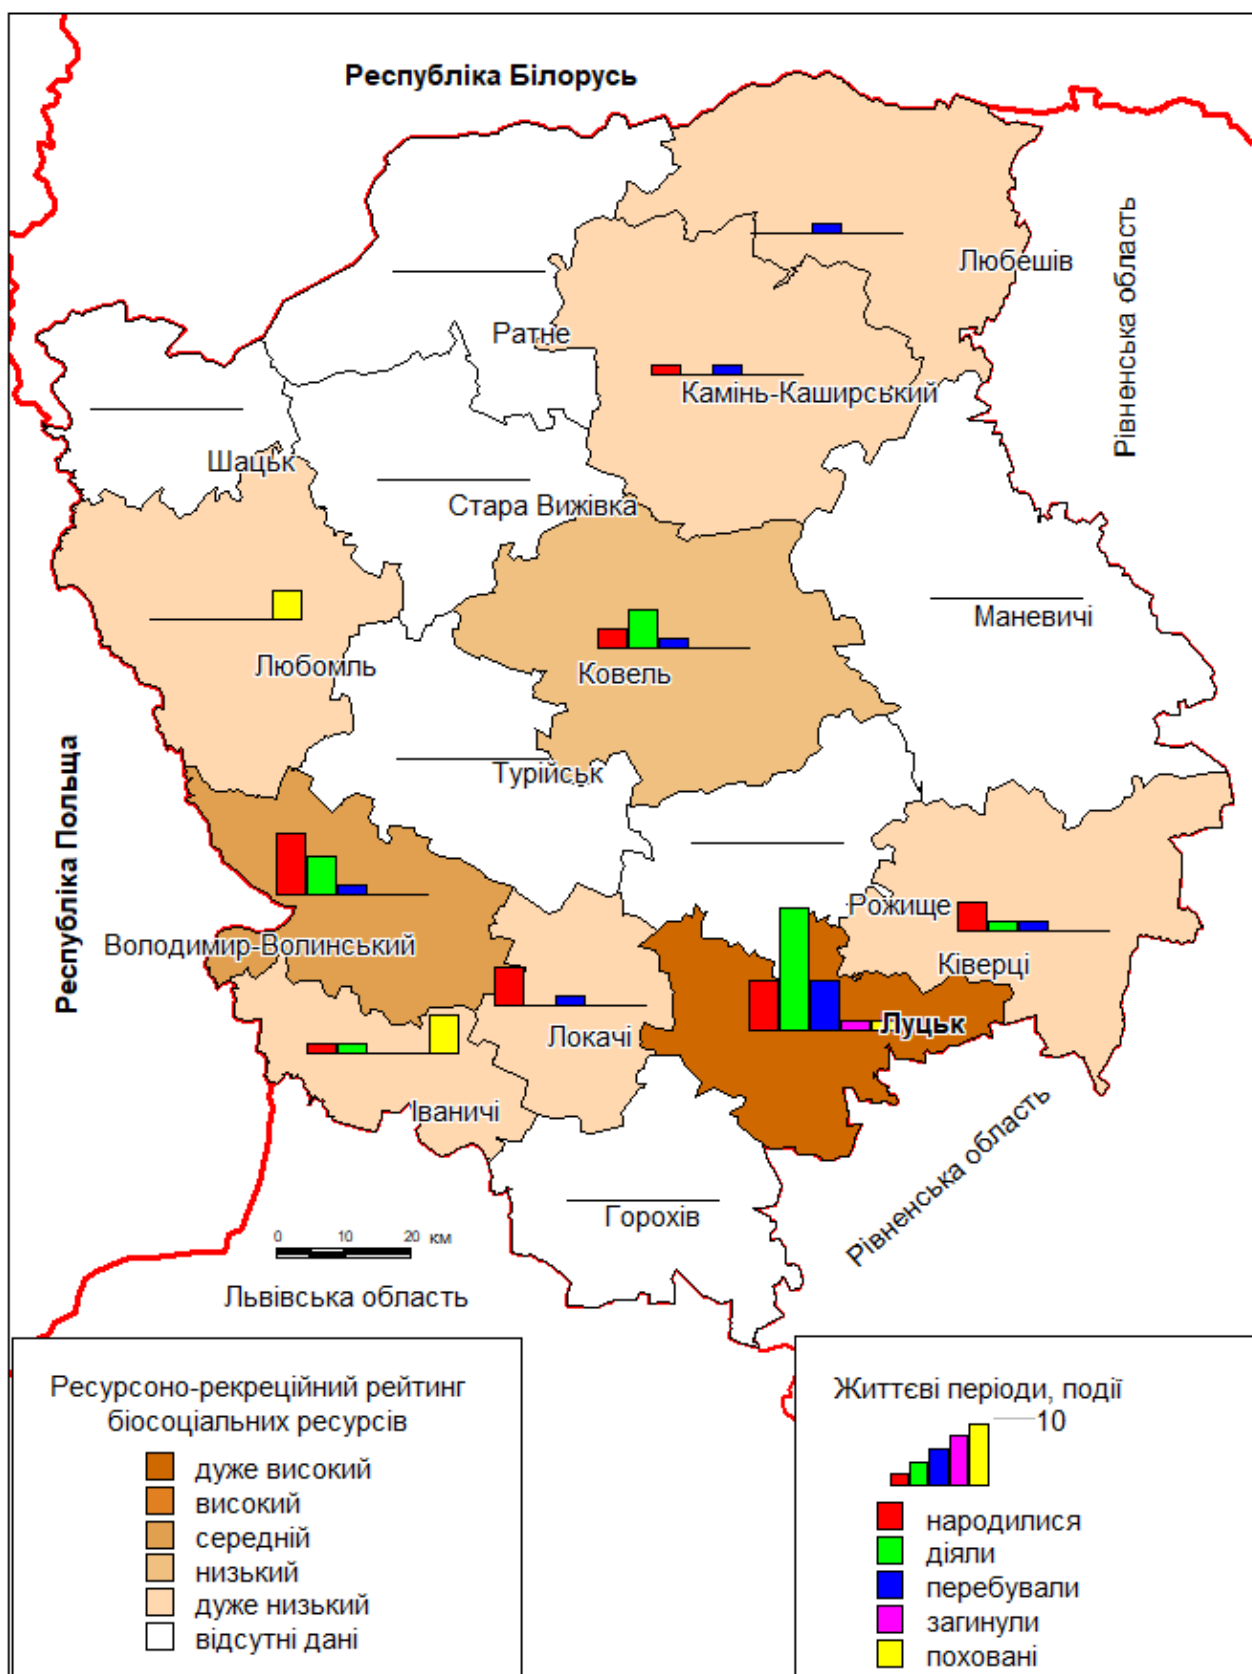 Республіка Білорусь
Рівненська область
Любешів
Ратне
Камінь-Каширський
Шацьк
Стара Вижівка
Маневичі
Любомль
Ковель
Республіка Польща
Турійськ
Рожище
Володимир-Волинський
Ківерці
Луцьк
Локачі
Іваничі
Рівненська область
Горохів
0 10 20 км
Львівська область
Ресурсоно-рекреційний рейтинг
біосоціальних ресурсів
дуже високий
високий
середній
низький
дуже низький
відсутні дані
Життєві періоди, події
10
народилися
діяли
перебували
загинули
поховані